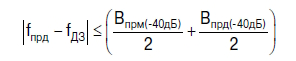 |fпрд – fДЗ| ≤ (Bпрм(-40дБ)/2 + Bпрд(-40дБ)/2)